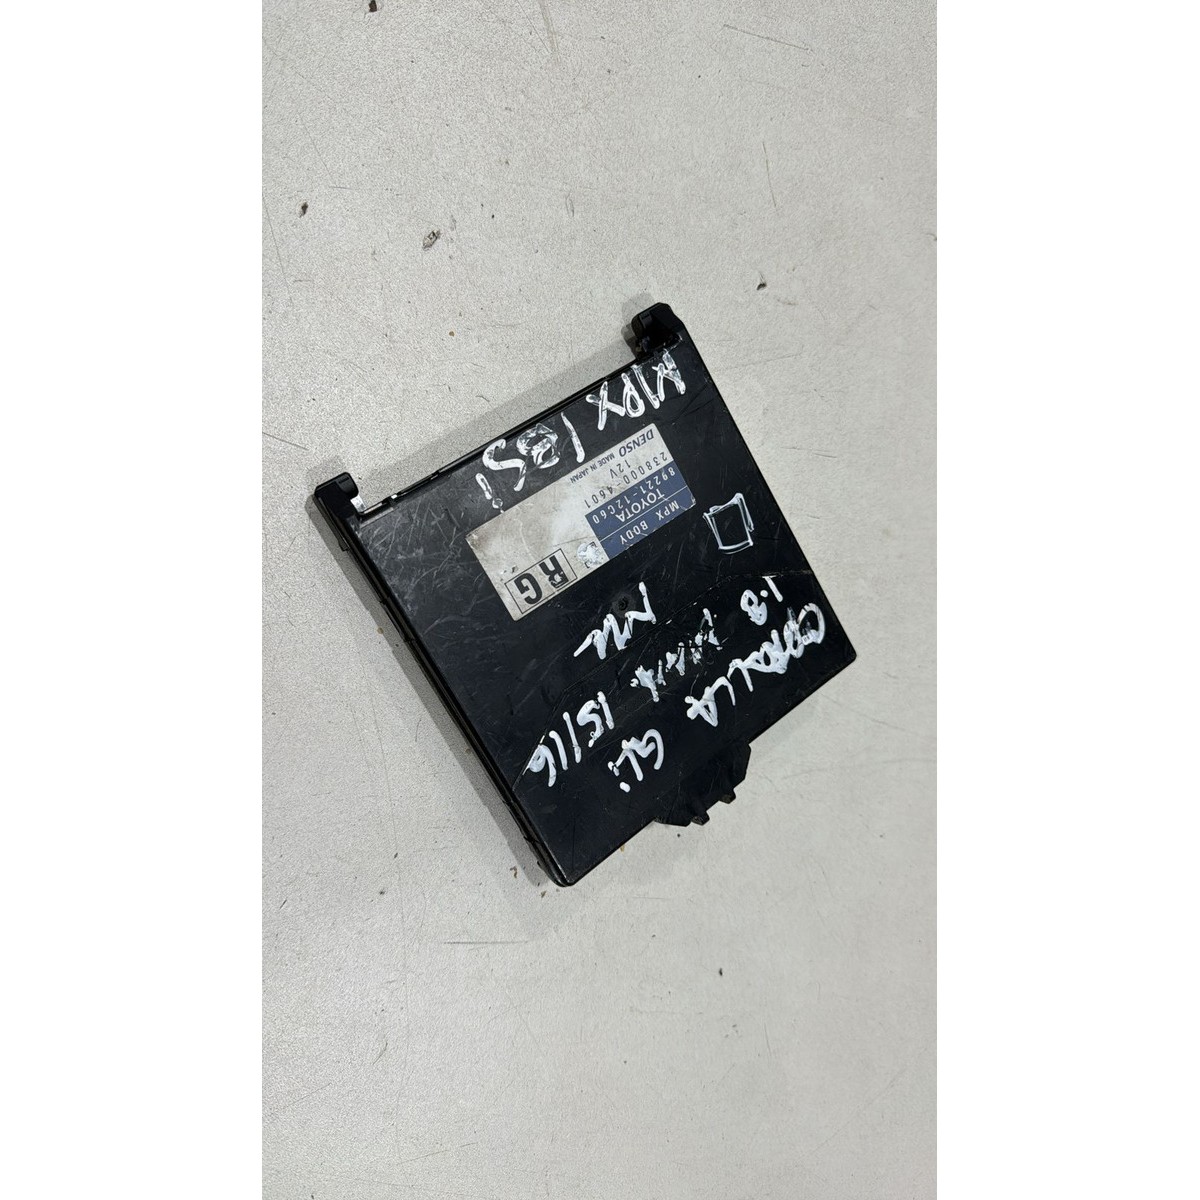 MPX BODY
TOYOTA
89221-12C60
238000-4601
12V
DENSO MADE IN JAPAN
RG
MPX
COROLLA
1.8
GLi
15/16